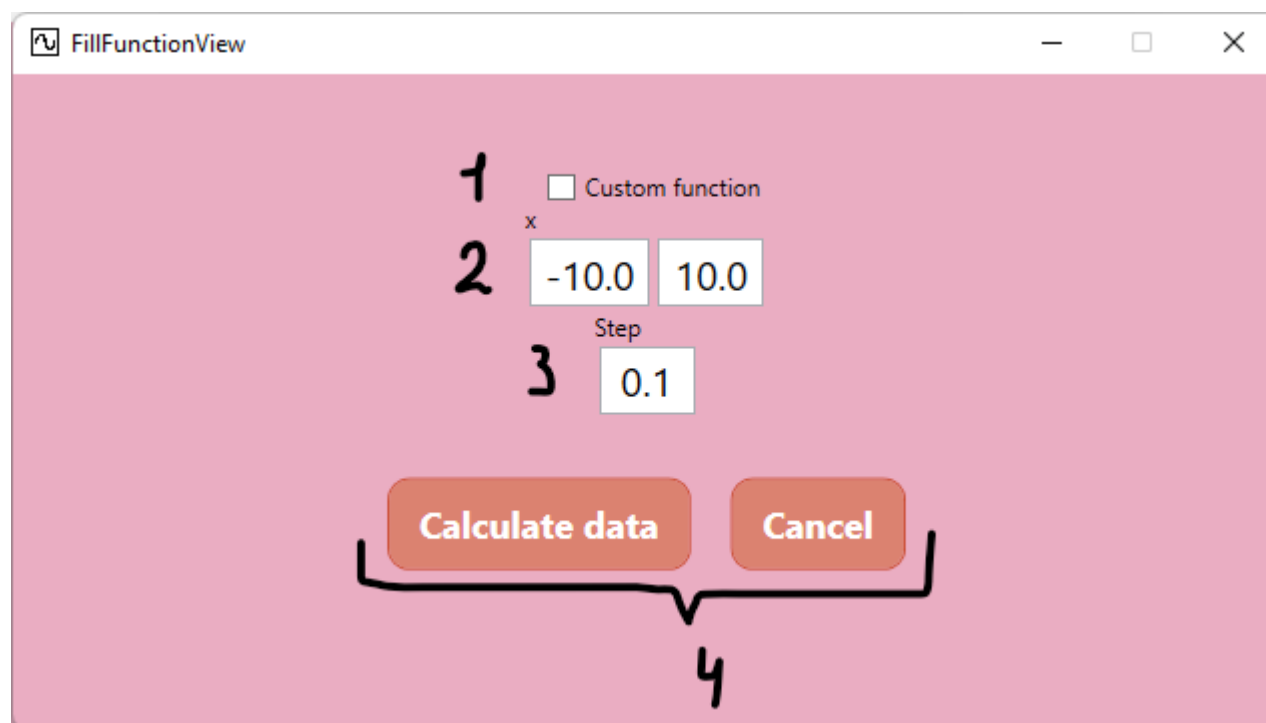 FillFunctionView
1 Custom function
x
2 -10.0 10.0
Step
3 0.1
Calculate data Cancel
4